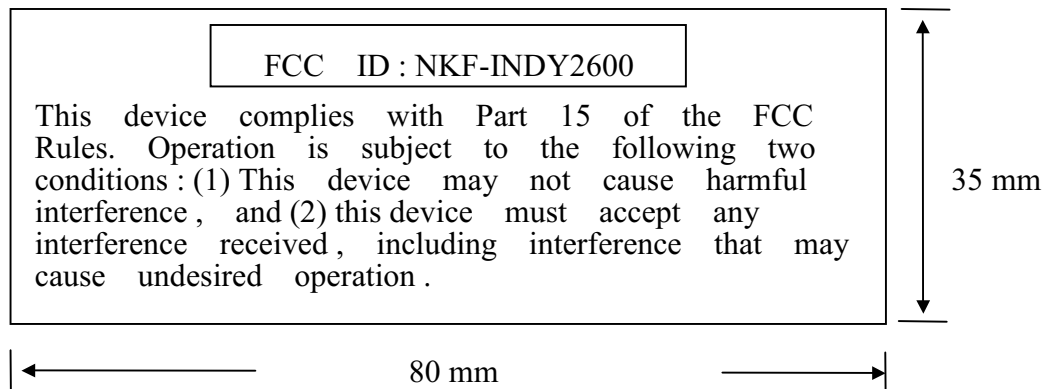 FCC ID : NKF-INDY2600
This device complies with Part 15 of the FCC
Rules. Operation is subject to the following two
conditions : (1) This device may not cause harmful
interference , and (2) this device must accept any
interference received , including interference that may
cause undesired operation .
35 mm
80 mm